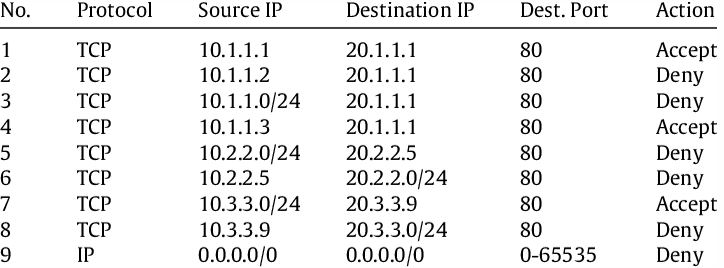 No. Protocol Source IP Destination IP Dest. Port Action
1 TCP 10.1.1.1 20.1.1.1 80 Accept
2 TCP 10.1.1.2 20.1.1.1 80 Deny
3 TCP 10.1.1.0/24 20.1.1.1 80 Deny
4 TCP 10.1.1.3 20.1.1.1 80 Accept
5 TCP 10.2.2.0/24 20.2.2.5 80 Deny
6 TCP 10.2.2.5 20.2.2.0/24 80 Deny
7 TCP 10.3.3.0/24 20.3.3.9 80 Accept
8 TCP 10.3.3.9 20.3.3.0/24 80 Deny
9 IP 0.0.0.0/0 0.0.0.0/0 0-65535 Deny